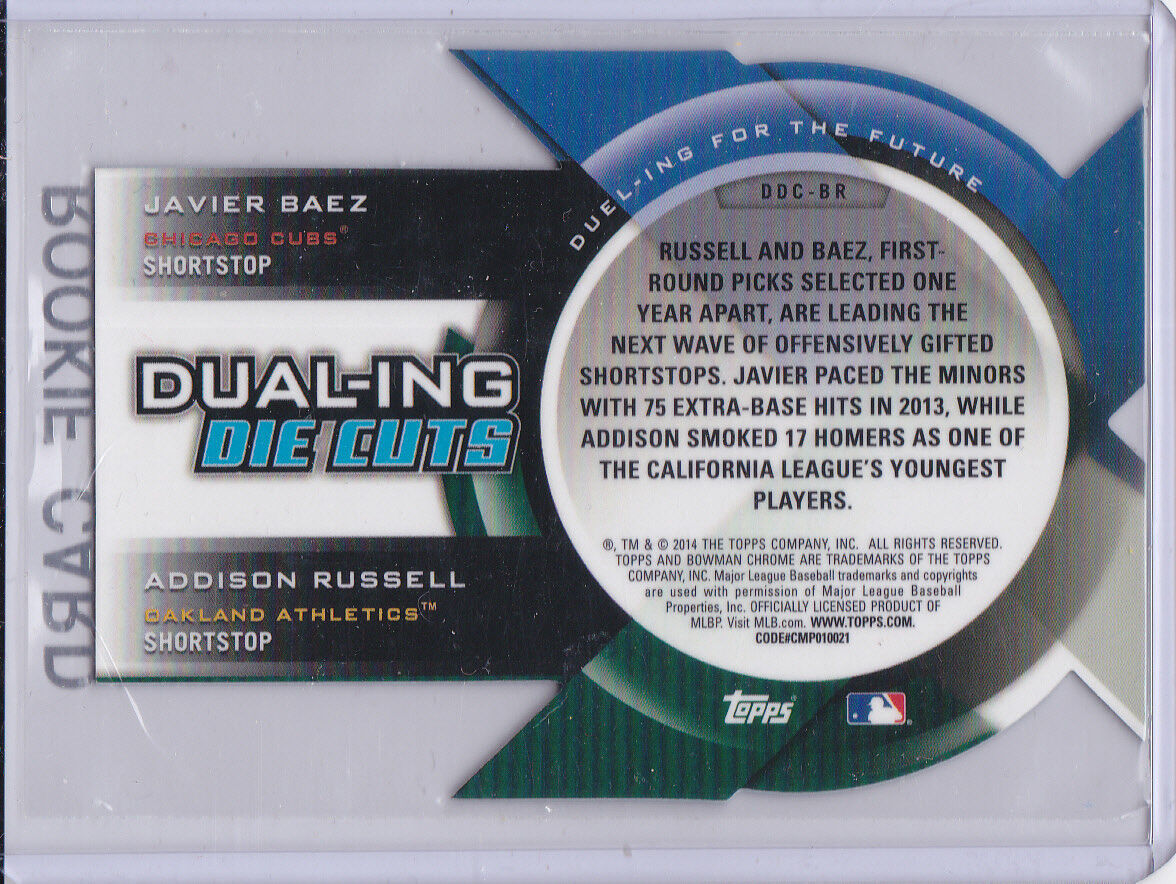 ROOKIE CARD
JAVIER BAEZ
CHICAGO CUBS®
SHORTSTOP
DUAL-ING
DIE CUTS
ADDISON RUSSELL
OAKLAND ATHLETICS™
SHORTSTOP
DUEL-ING FOR THE FUTURE
DDC-BR
RUSSELL AND BAEZ, FIRST-
ROUND PICKS SELECTED ONE
YEAR APART, ARE LEADING THE
NEXT WAVE OF OFFENSIVELY GIFTED
SHORTSTOPS. JAVIER PACED THE MINORS
WITH 75 EXTRA-BASE HITS IN 2013, WHILE
ADDISON SMOKED 17 HOMERS AS ONE OF
THE CALIFORNIA LEAGUE'S YOUNGEST
PLAYERS.
®, TM & © 2014 THE TOPPS COMPANY, INC. ALL RIGHTS RESERVED.
TOPPS AND BOWMAN CHROME ARE TRADEMARKS OF THE TOPPS
COMPANY, INC. Major League Baseball trademarks and copyrights
are used with permission of Major League Baseball
Properties, Inc. OFFICIALLY LICENSED PRODUCT OF
MLBP. Visit MLB.com. WWW.TOPPS.COM.
CODE#CMP010021
Topps